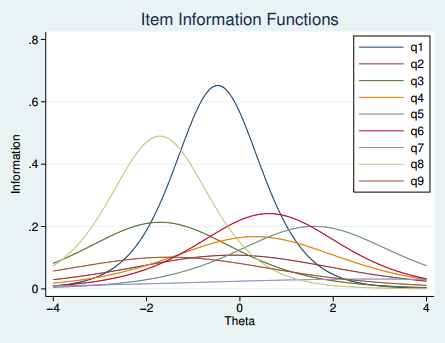 Item Information Functions
Information
.8
.6
.4
.2
0
-4
-2
0
2
4
Theta
q1
q2
q3
q4
q5
q6
q7
q8
q9